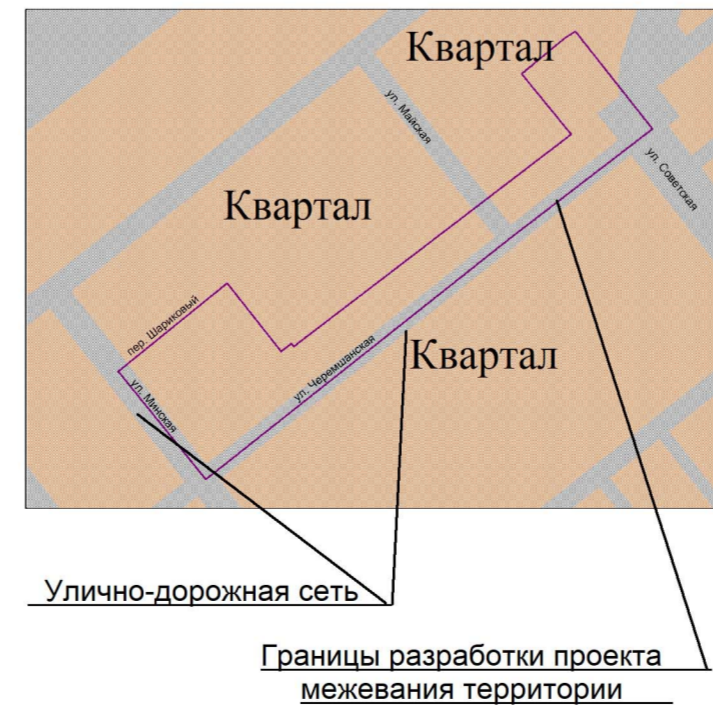 Квартал
ул. Майская
ул. Советская
Квартал
пер. Шариковый
ул. Черемшанская
Квартал
ул. Минская
Улично-дорожная сеть
Границы разработки проекта
межевания территории